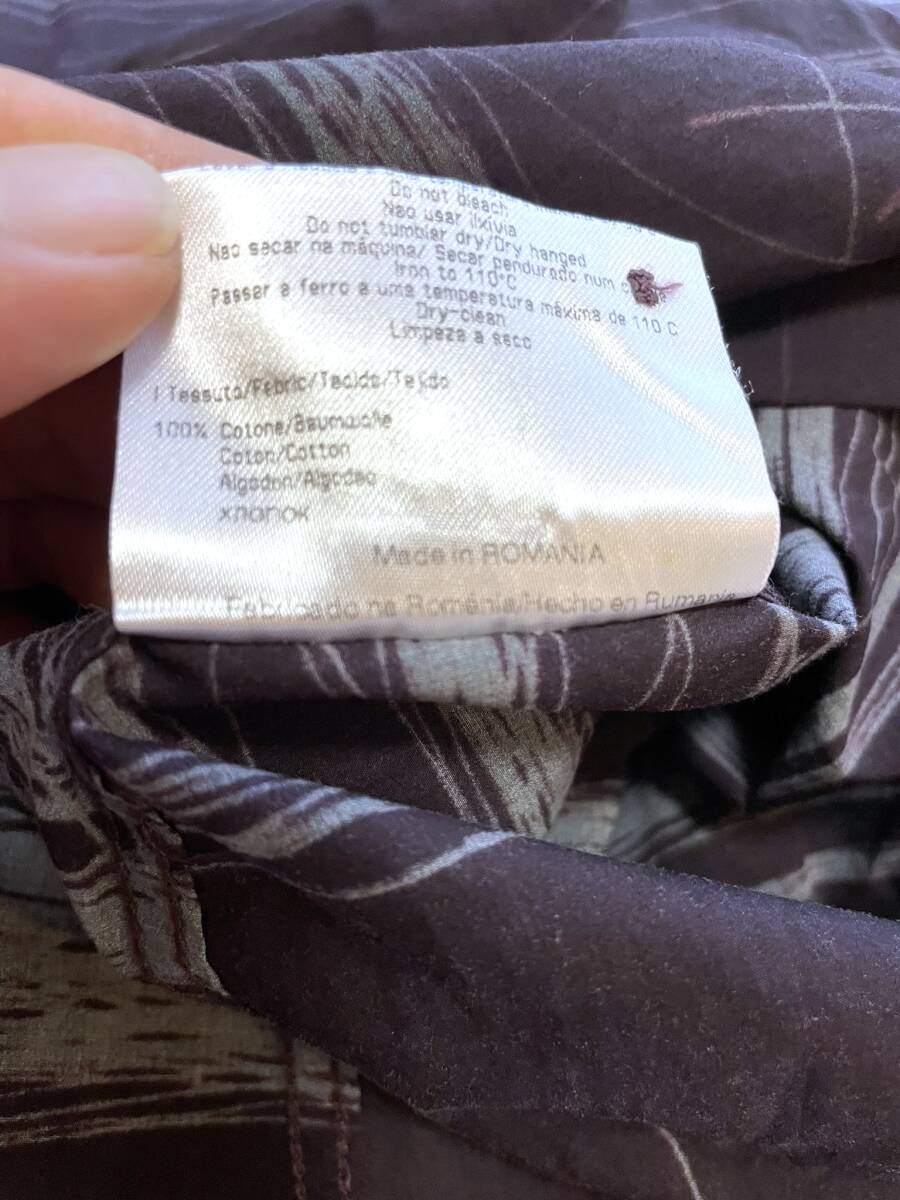 Do not bleach
Nao usar lixivia
Do not tumbler dry/Dry hanged
Nao secar na máquina/ Secar pendurado num
Iron to 110°C
Passar a ferro a uma temperatura máxima de 110 C
Dry-clean
Limpeza a seco
I Tessuto/Fabric/Tecido/Tejido
100% Cotone/Baumwolle
Coton/Cotton
Algodon/Algodao
хлопок
Made in ROMANIA
Fabricado na Roménia/Hecho en Rumania